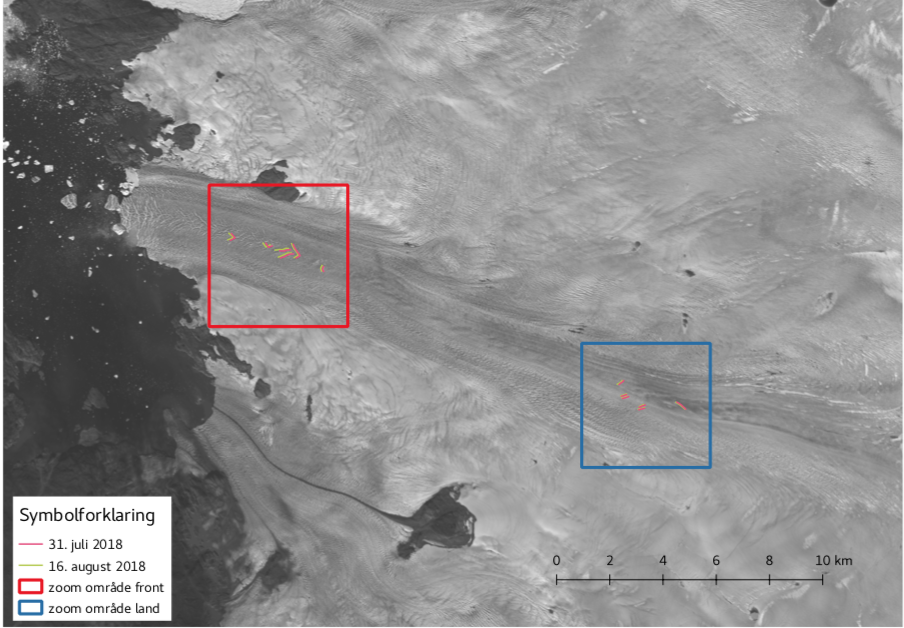 Symbolforklaring
31. juli 2018
16. august 2018
zoom område front
zoom område land
0 2 4 6 8 10 km